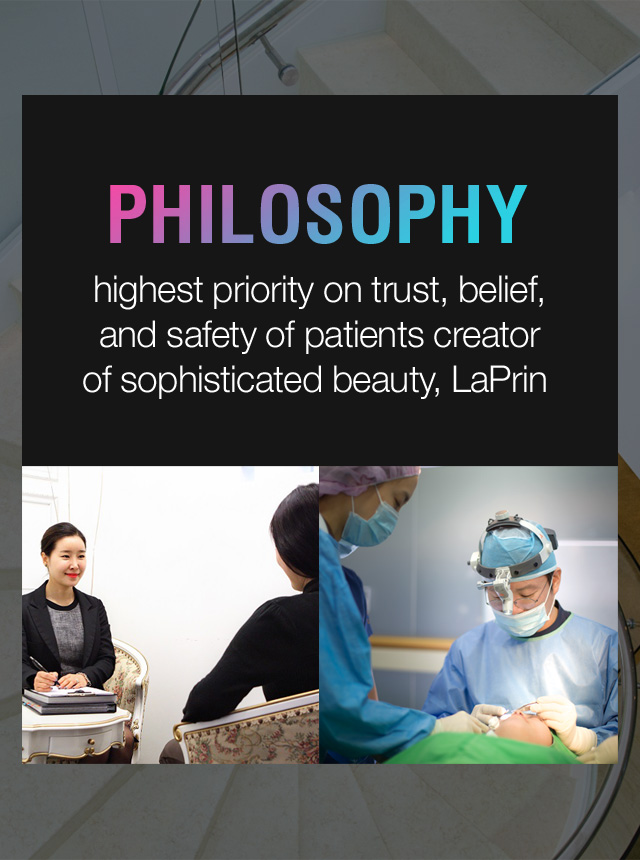 PHILOSOPHY
highest priority on trust, belief,
and safety of patients creator
of sophisticated beauty, LaPrin